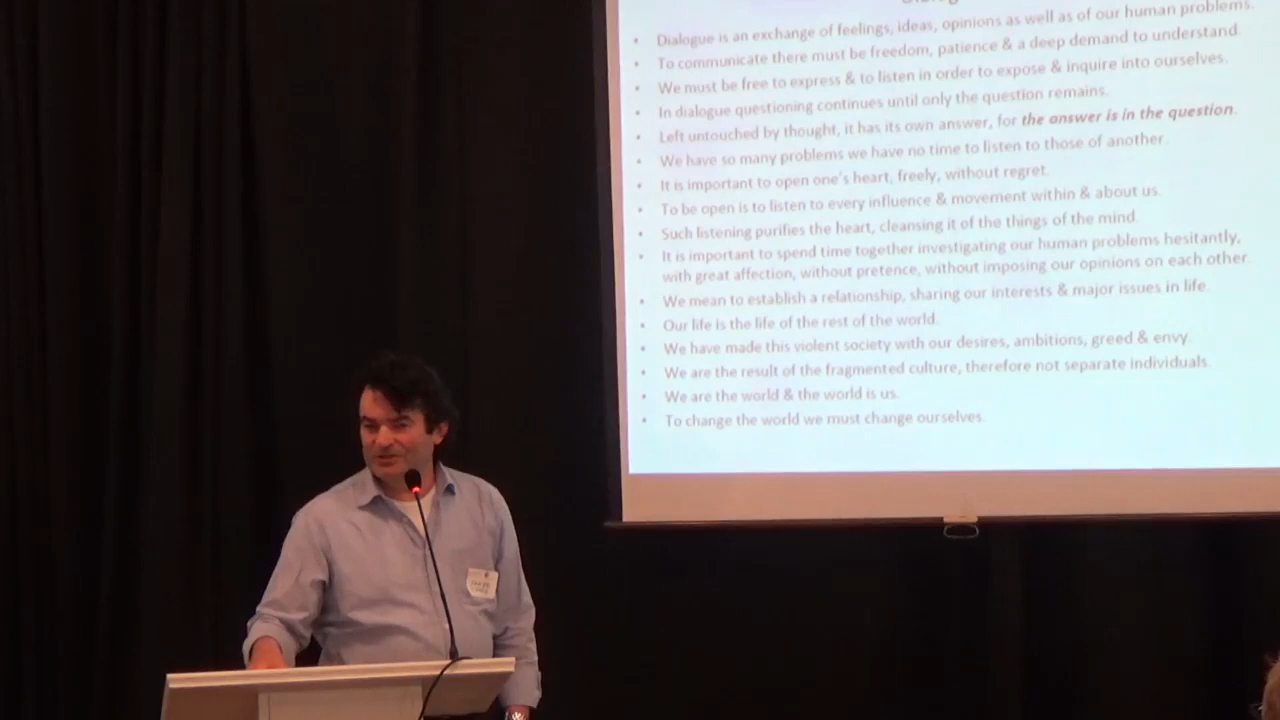 • Dialogue is an exchange of feelings, ideas, opinions as well as of our human problems.
• To communicate there must be freedom, patience & a deep demand to understand.
• We must be free to express & to listen in order to expose & inquire into ourselves.
• In dialogue questioning continues until only the question remains.
• Left untouched by thought, it has its own answer, for the answer is in the question.
• We have so many problems we have no time to listen to those of another.
• It is important to open one's heart, freely, without regret.
• To be open is to listen to every influence & movement within & about us.
• Such listening purifies the heart, cleansing it of the things of the mind.
• It is important to spend time together investigating our human problems hesitantly,
with great affection, without pretence, without imposing our opinions on each other.
• We mean to establish a relationship, sharing our interests & major issues in life.
• Our life is the life of the rest of the world.
• We have made this violent society with our desires, ambitions, greed & envy.
• We are the result of the fragmented culture, therefore not separate individuals.
• We are the world & the world is us.
• To change the world we must change ourselves.